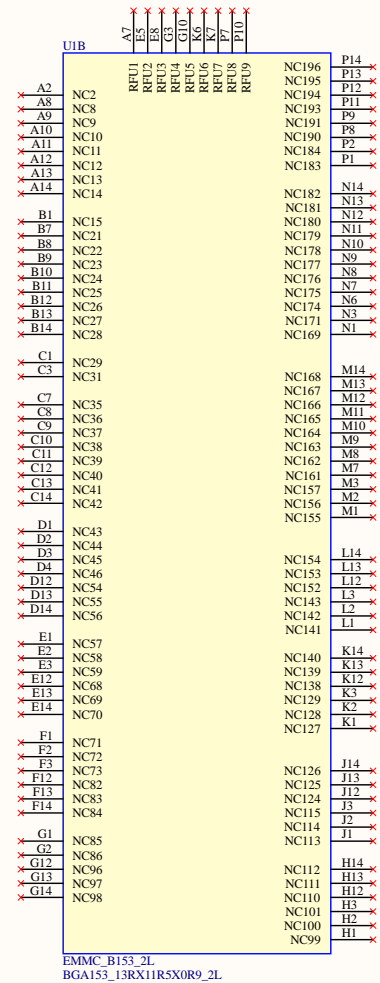 A7
E5
E8
G3
G10
K6
K7
P7
P10
U1B
RFU1
RFU2
RFU3
RFU4
RFU5
RFU6
RFU7
RFU8
RFU9
A2 NC2
A8 NC8
A9 NC9
A10 NC10
A11 NC11
A12 NC12
A13 NC13
A14 NC14
B1 NC15
B7 NC21
B8 NC22
B9 NC23
B10 NC24
B11 NC25
B12 NC26
B13 NC27
B14 NC28
C1 NC29
C3 NC31
C7 NC35
C8 NC36
C9 NC37
C10 NC38
C11 NC39
C12 NC40
C13 NC41
C14 NC42
D1 NC43
D2 NC44
D3 NC45
D4 NC46
D12 NC54
D13 NC55
D14 NC56
E1 NC57
E2 NC58
E3 NC59
E12 NC68
E13 NC69
E14 NC70
F1 NC71
F2 NC72
F3 NC73
F12 NC82
F13 NC83
F14 NC84
G1 NC85
G2 NC86
G12 NC96
G13 NC97
G14 NC98
NC196 P14
NC195 P13
NC194 P12
NC193 P11
NC191 P9
NC190 P8
NC184 P2
NC183 P1
NC182 N14
NC181 N13
NC180 N12
NC179 N11
NC178 N10
NC177 N9
NC176 N8
NC175 N7
NC174 N6
NC171 N3
NC169 N1
NC168 M14
NC167 M13
NC166 M12
NC165 M11
NC164 M10
NC163 M9
NC162 M8
NC161 M7
NC157 M3
NC156 M2
NC155 M1
NC154 L14
NC153 L13
NC152 L12
NC143 L3
NC142 L2
NC141 L1
NC140 K14
NC139 K13
NC138 K12
NC129 K3
NC128 K2
NC127 K1
NC126 J14
NC125 J13
NC124 J12
NC115 J3
NC114 J2
NC113 J1
NC112 H14
NC111 H13
NC110 H12
NC101 H3
NC100 H2
NC99 H1
EMMC_B153_2L
BGA153_13RX11R5X0R9_2L